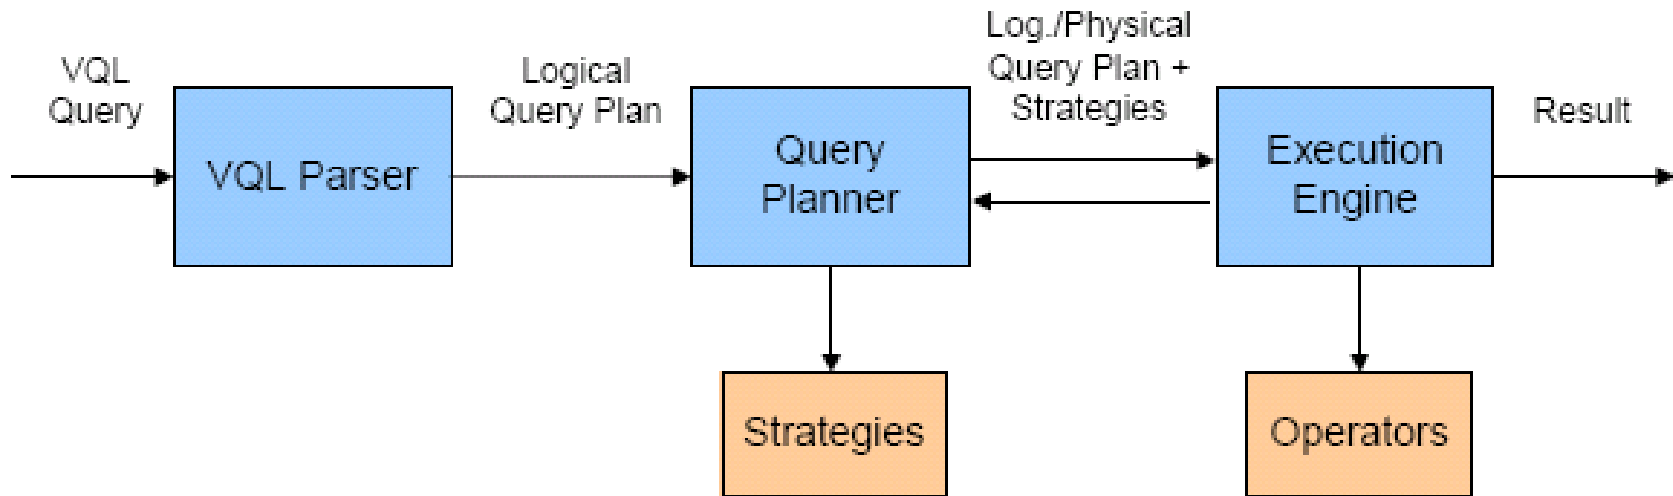 VQL
Query
VQL Parser
Logical
Query Plan
Query
Planner
Log./Physical
Query Plan +
Strategies
Execution
Engine
Result
Strategies
Operators